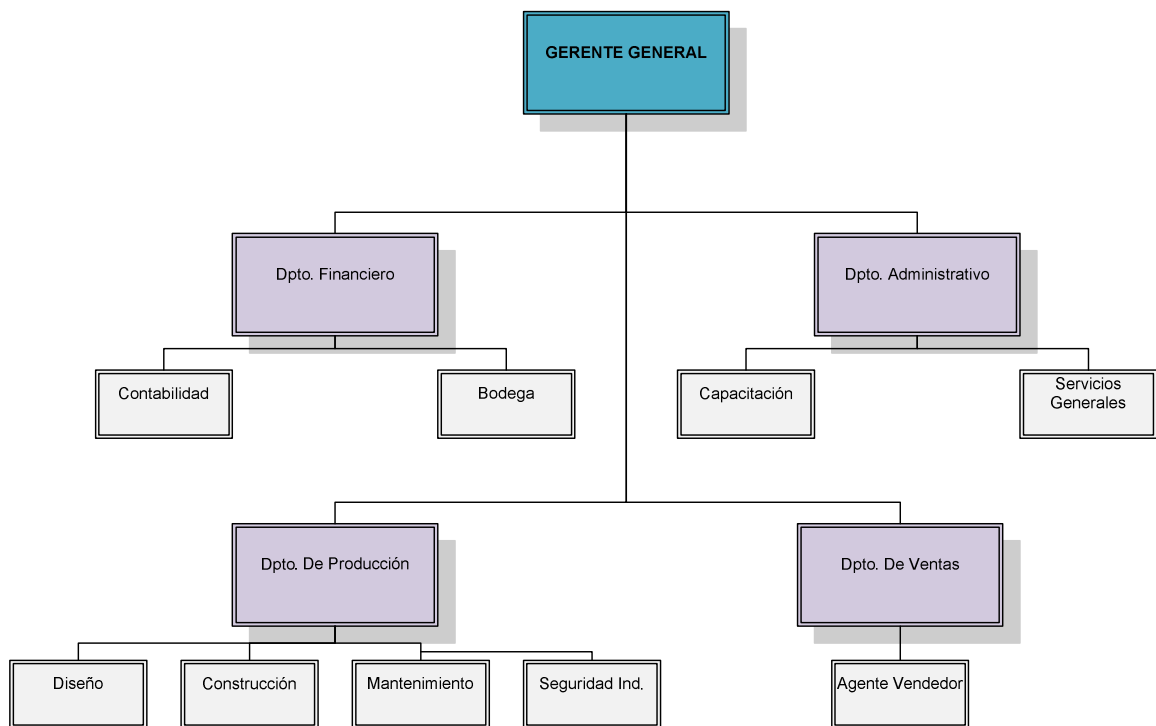 GERENTE GENERAL
Dpto. Financiero
Dpto. Administrativo
Contabilidad
Bodega
Capacitación
Servicios
Generales
Dpto. De Producción
Dpto. De Ventas
Diseño
Construcción
Mantenimiento
Seguridad Ind.
Agente Vendedor